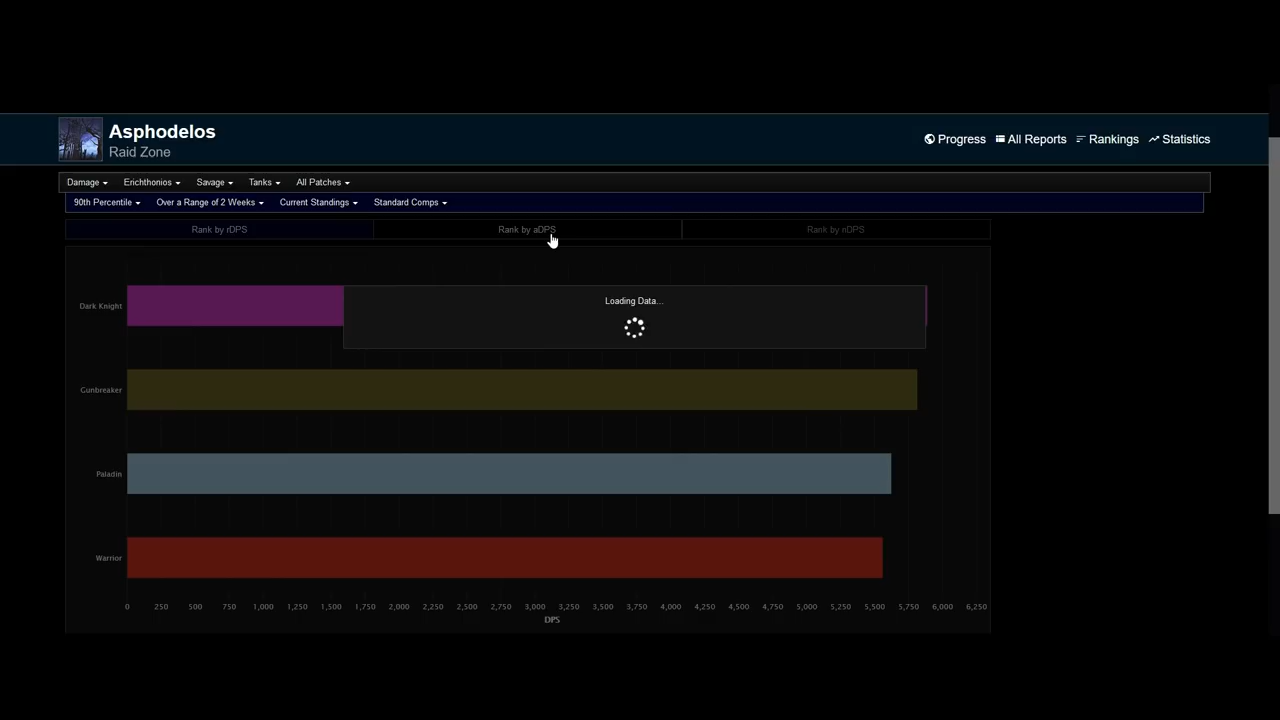 Asphodelos
Raid Zone
Progress All Reports Rankings Statistics
Damage Erichthonios Savage Tanks All Patches
90th Percentile Over a Range of 2 Weeks Current Standings Standard Comps
Rank by rDPS Rank by aDPS Rank by nDPS
Loading Data...
Dark Knight
Gunbreaker
Paladin
Warrior
0 250 500 750 1,000 1,250 1,500 1,750 2,000 2,250 2,500 2,750 3,000 3,250 3,500 3,750 4,000 4,250 4,500 4,750 5,000 5,250 5,500 5,750 6,000 6,250
DPS